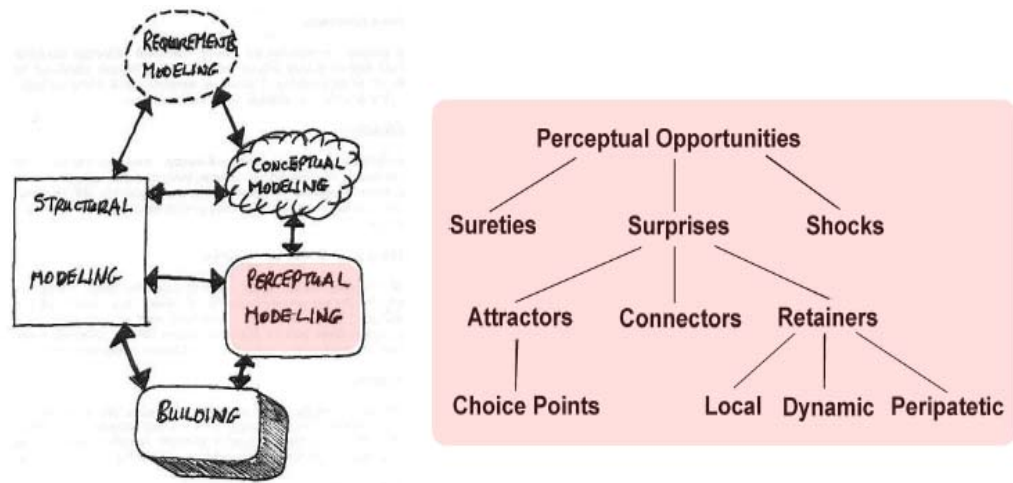 REQUIREMENTS
MODELING
CONCEPTUAL
MODELING
STRUCTURAL
MODELING
PERCEPTUAL
MODELING
BUILDING
Perceptual Opportunities
Sureties Surprises Shocks
Attractors Connectors Retainers
Choice Points Local Dynamic Peripatetic